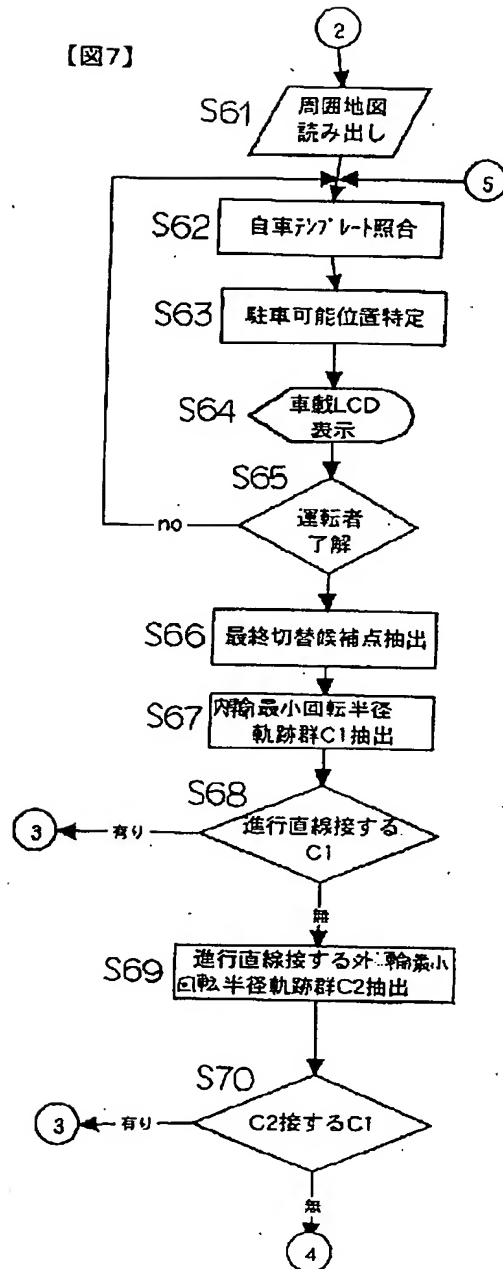 【図7】
2
S61
周囲地図
読み出し
5
S62
自車テンプレート照合
S63
駐車可能位置特定
S64
車載LCD
表示
S65
運転者
了解
no
S66
最終切替候補点抽出
S67
内輪最小回転半径
軌跡群C1抽出
S68
進行直線接する
C1
3
有り
無
S69
進行直線接する外輪最小
回転半径軌跡群C2抽出
S70
C2接するC1
3
有り
無
4